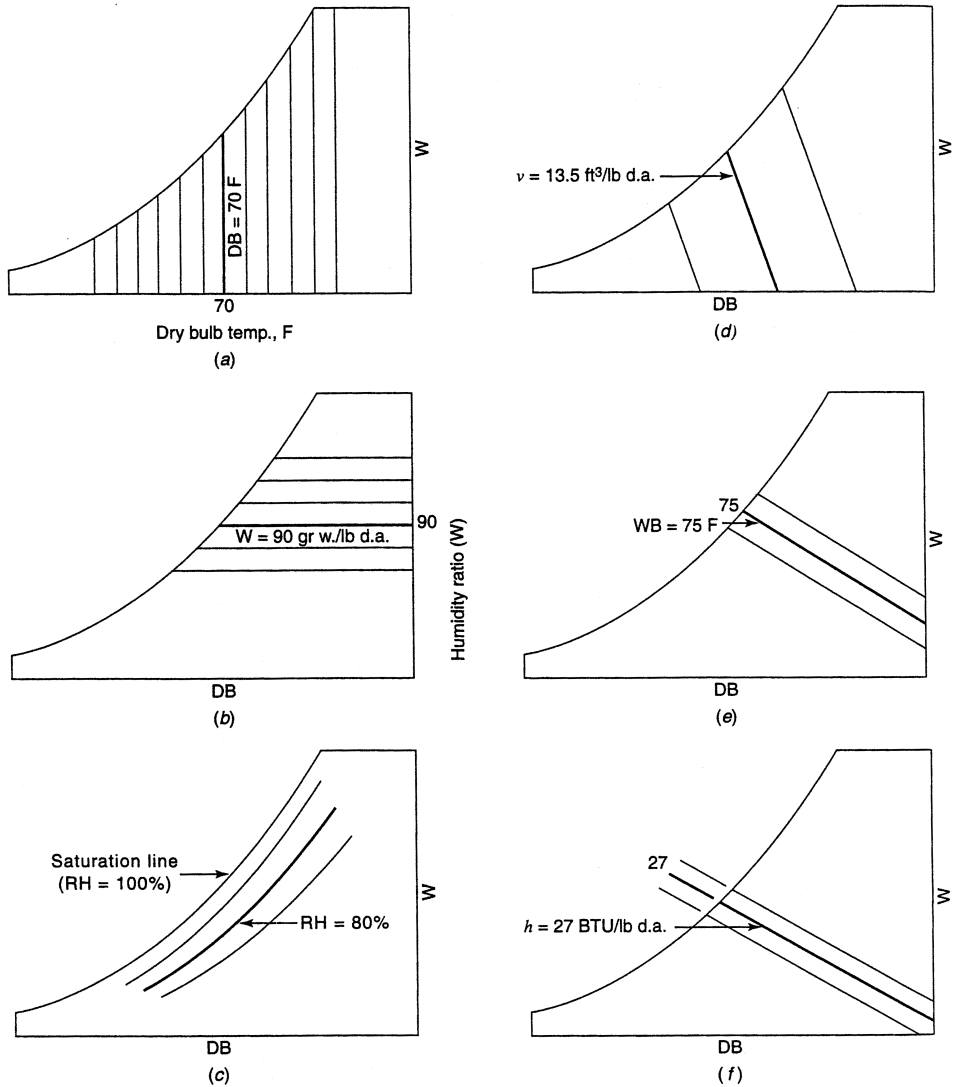 DB = 70 F
W
70
Dry bulb temp., F
(a)
W = 90 gr w./lb d.a.
90
Humidity ratio (W)
DB
(b)
Saturation line
(RH = 100%)
RH = 80%
W
DB
(c)
v = 13.5 ft³/lb d.a.
W
DB
(d)
75
WB = 75 F
W
DB
(e)
27
h = 27 BTU/lb d.a.
W
DB
(f)